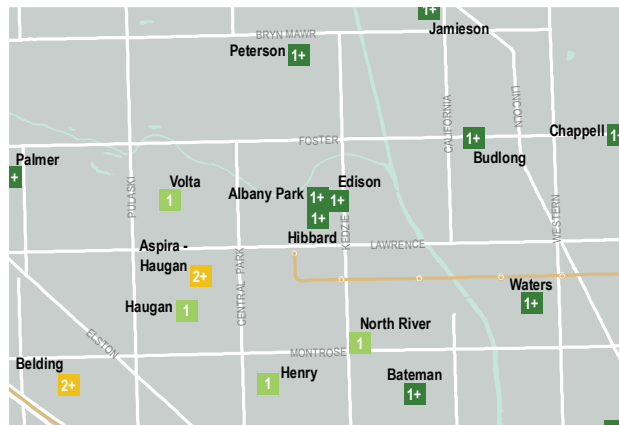 1+
Jamieson
BRYN MAWR
Peterson 1+
LINCOLN
CALIFORNIA
FOSTER
1+
Chappell 1+
Budlong
Palmer
+
Volta
1
PULASKI
Albany Park 1+
Edison
1+
1+
Hibbard
KEDZIE
WESTERN
LAWRENCE
Aspira -
Haugan 2+
CENTRAL PARK
Waters
1+
Haugan 1
North River
1
ELSTON
MONTROSE
Belding
2+
Henry
1
Bateman
1+